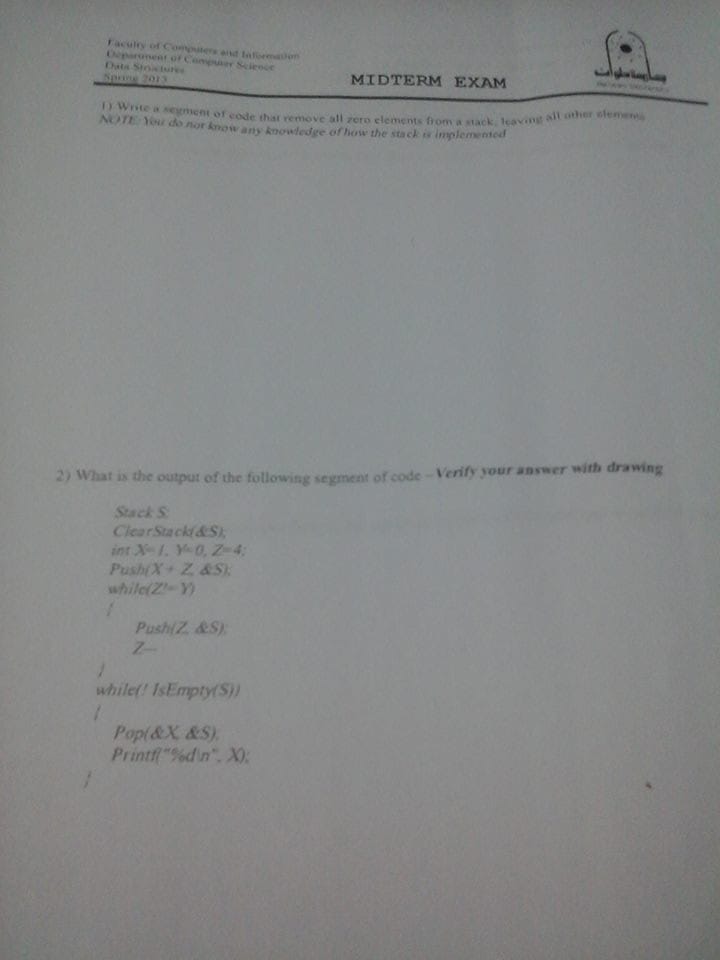 Faculty of Computers and Information
Department of Computer Science
Data Structures
Spring 2013
MIDTERM EXAM
1) Write a segment of code that remove all zero elements from a stack, leaving all other elements
NOTE: You do not know any knowledge of how the stack is implemented
2) What is the output of the following segment of code – Verify your answer with drawing
Stack S;
ClearStack(&S);
int X=1, Y=0, Z=4;
Push(X + Z, &S);
while(Z!= Y)
{
Push(Z, &S);
Z--
}
while(! IsEmpty(S))
{
Pop(&X, &S);
Printf("%d\n", X);
}